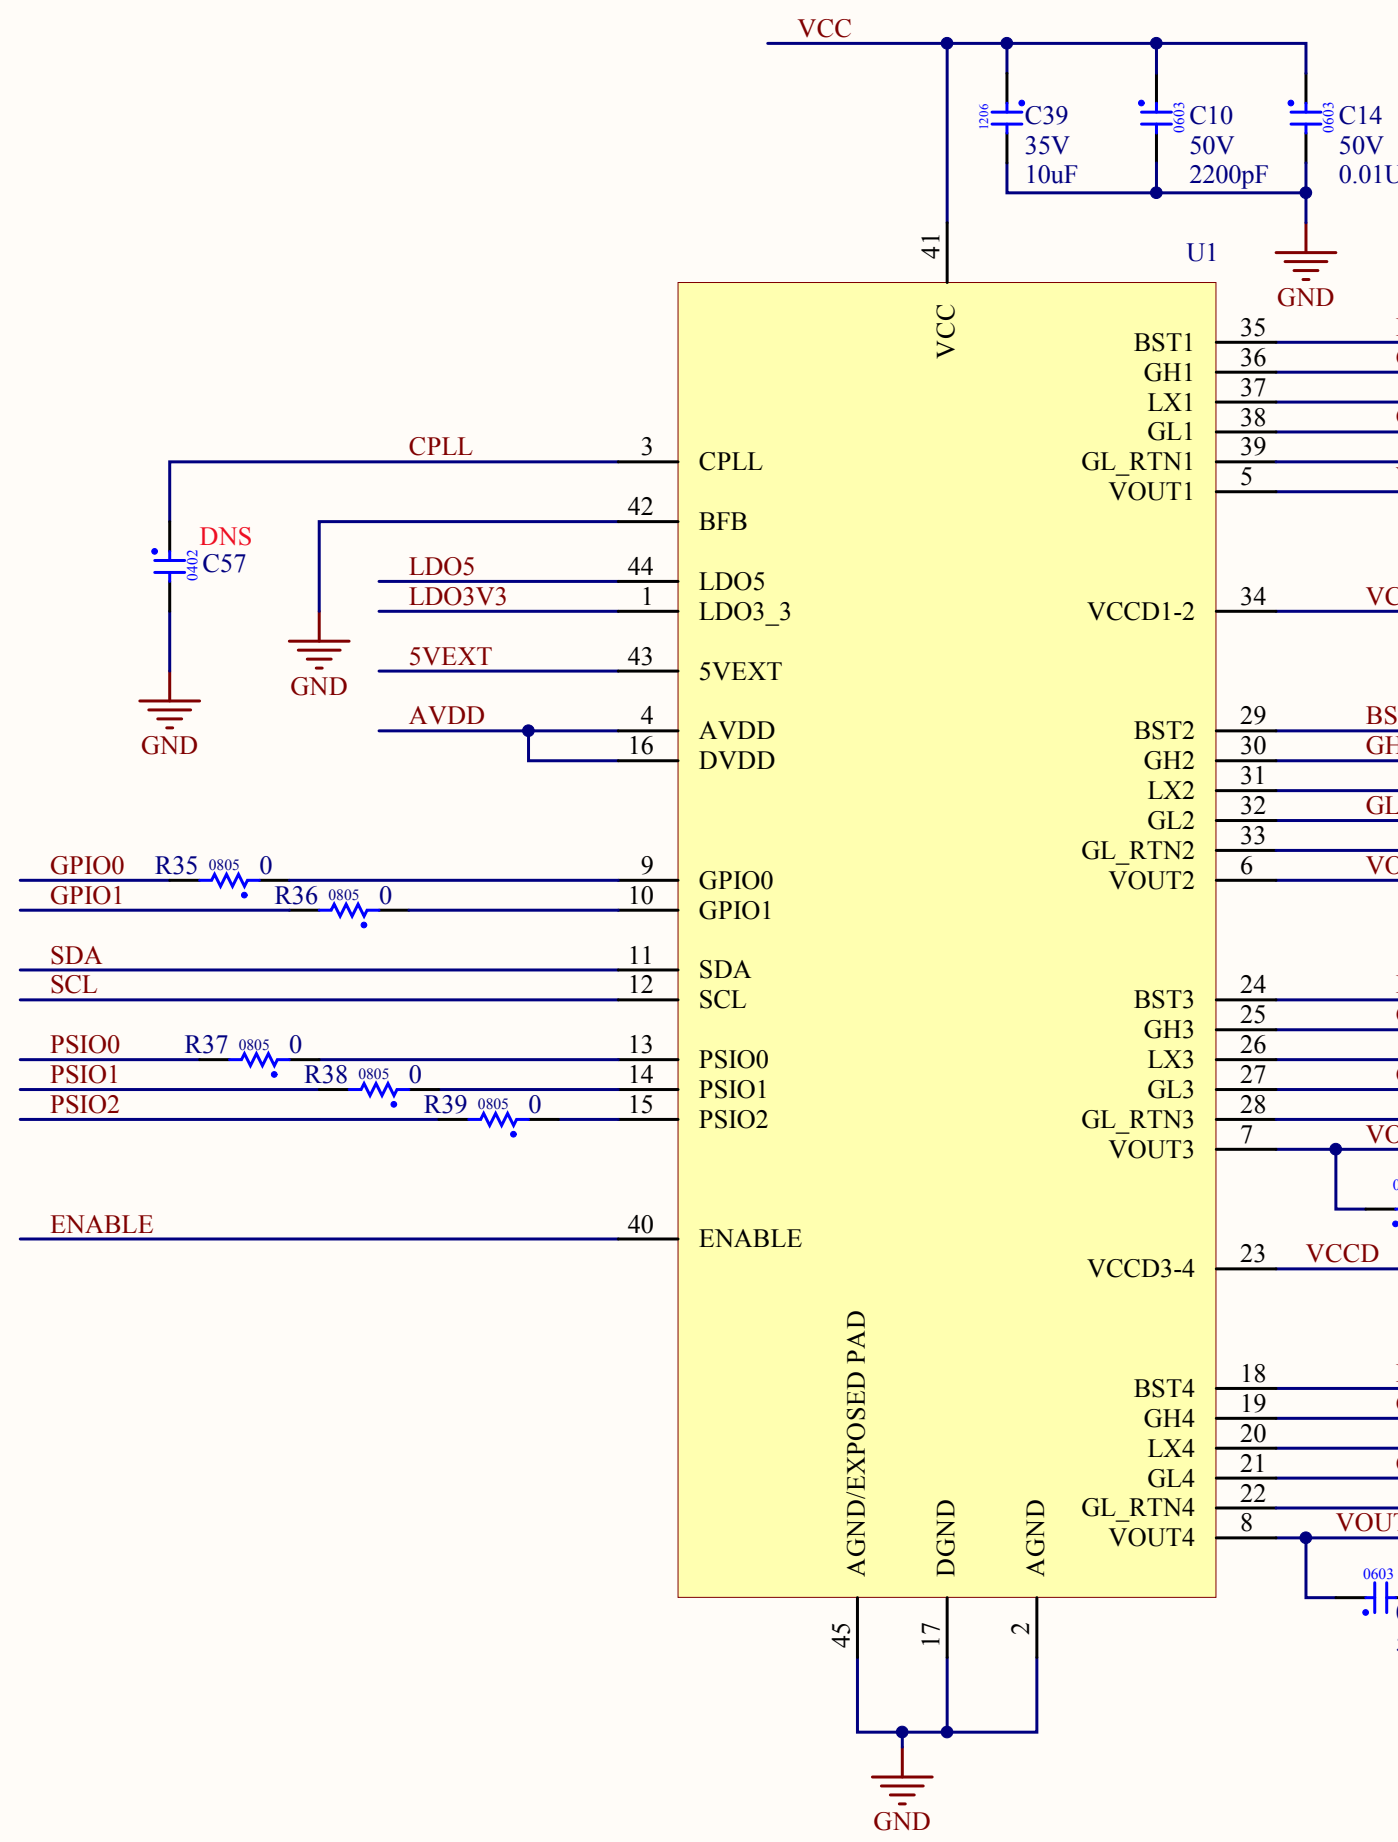 VCC
1206
C39
35V
10uF
0603
C10
50V
2200pF
0603
C14
50V
GND
U1
41
VCC
CPLL
3
CPLL
42
BFB
DNS
0402
C57
GND
GND
LDO5
44
LDO5
LDO3V3
1
LDO3_3
5VEXT
43
5VEXT
AVDD
4
AVDD
16
DVDD
GPIO0
R35
0805
0
9
GPIO0
GPIO1
R36
0805
0
10
GPIO1
SDA
11
SDA
SCL
12
SCL
PSIO0
R37
0805
0
13
PSIO0
PSIO1
R38
0805
0
14
PSIO1
PSIO2
R39
0805
0
15
PSIO2
ENABLE
40
ENABLE
BST1
35
GH1
36
LX1
37
GL1
38
GL_RTN1
39
VOUT1
5
VCCD1-2
34
BST2
29
GH2
30
LX2
31
GL2
32
GL_RTN2
33
VOUT2
6
BST3
24
GH3
25
LX3
26
GL3
27
GL_RTN3
28
VOUT3
7
VCCD3-4
23
VCCD
BST4
18
GH4
19
LX4
20
GL4
21
GL_RTN4
22
VOUT4
8
0603
AGND/EXPOSED PAD
DGND
AGND
45
17
2
GND